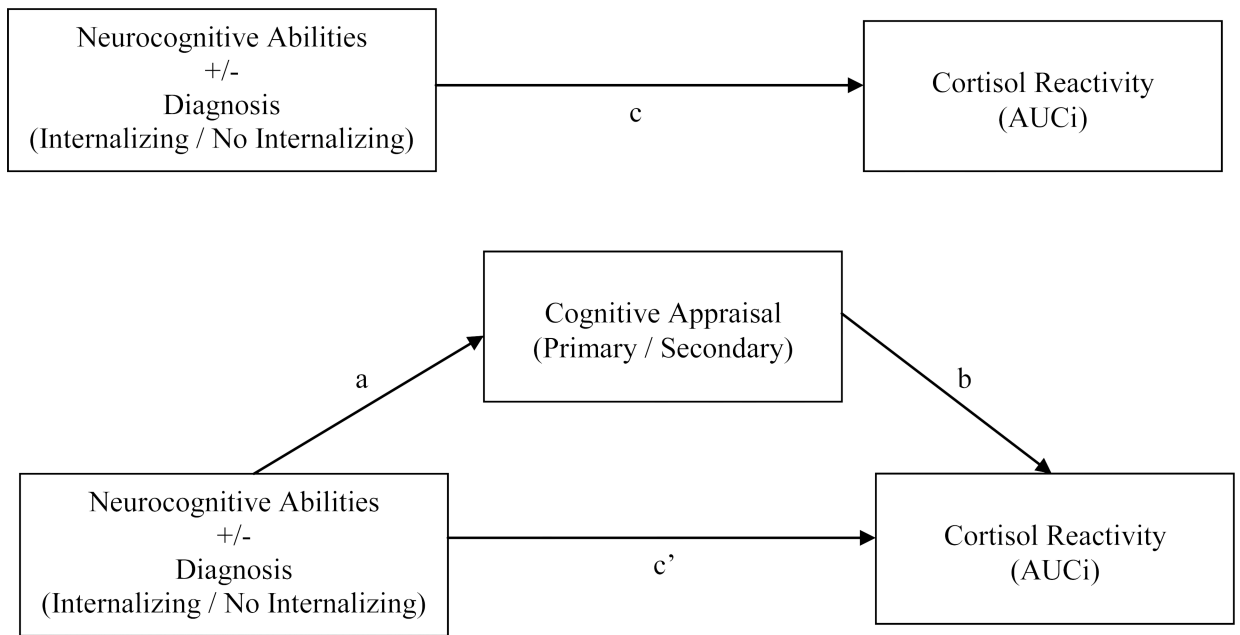 Neurocognitive Abilities
+/-
Diagnosis
(Internalizing / No Internalizing)
c
Cortisol Reactivity
(AUCi)
Cognitive Appraisal
(Primary / Secondary)
a
b
Neurocognitive Abilities
+/-
Diagnosis
(Internalizing / No Internalizing)
c’
Cortisol Reactivity
(AUCi)